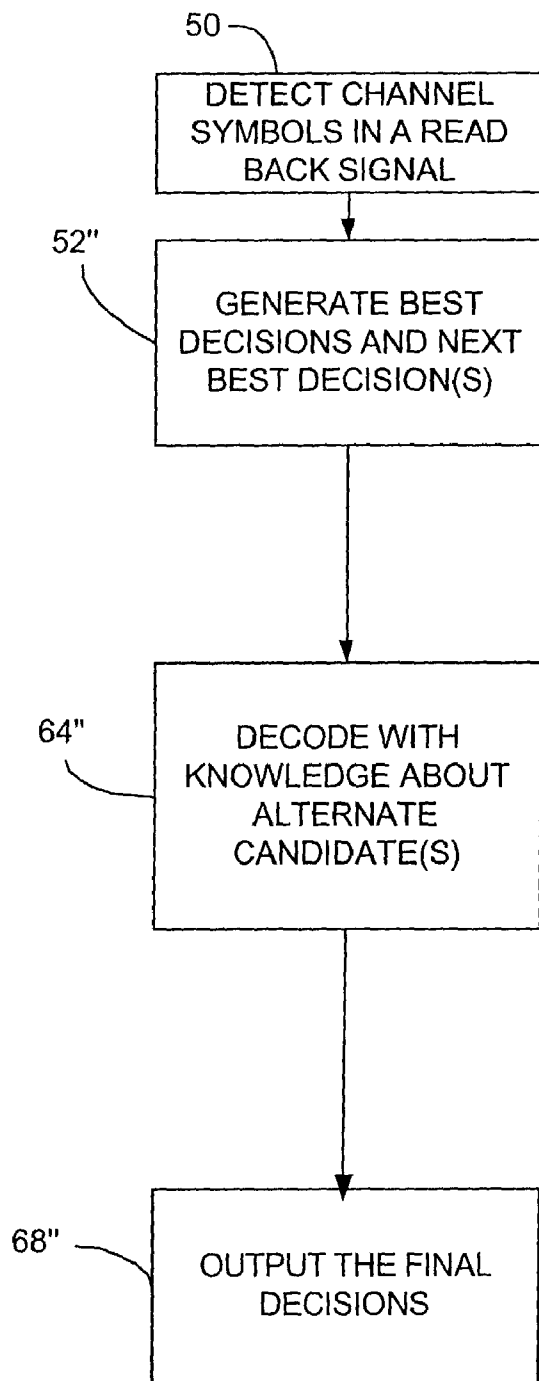 50
DETECT CHANNEL
SYMBOLS IN A READ
BACK SIGNAL
52"
GENERATE BEST
DECISIONS AND NEXT
BEST DECISION(S)
64"
DECODE WITH
KNOWLEDGE ABOUT
ALTERNATE
CANDIDATE(S)
68"
OUTPUT THE FINAL
DECISIONS